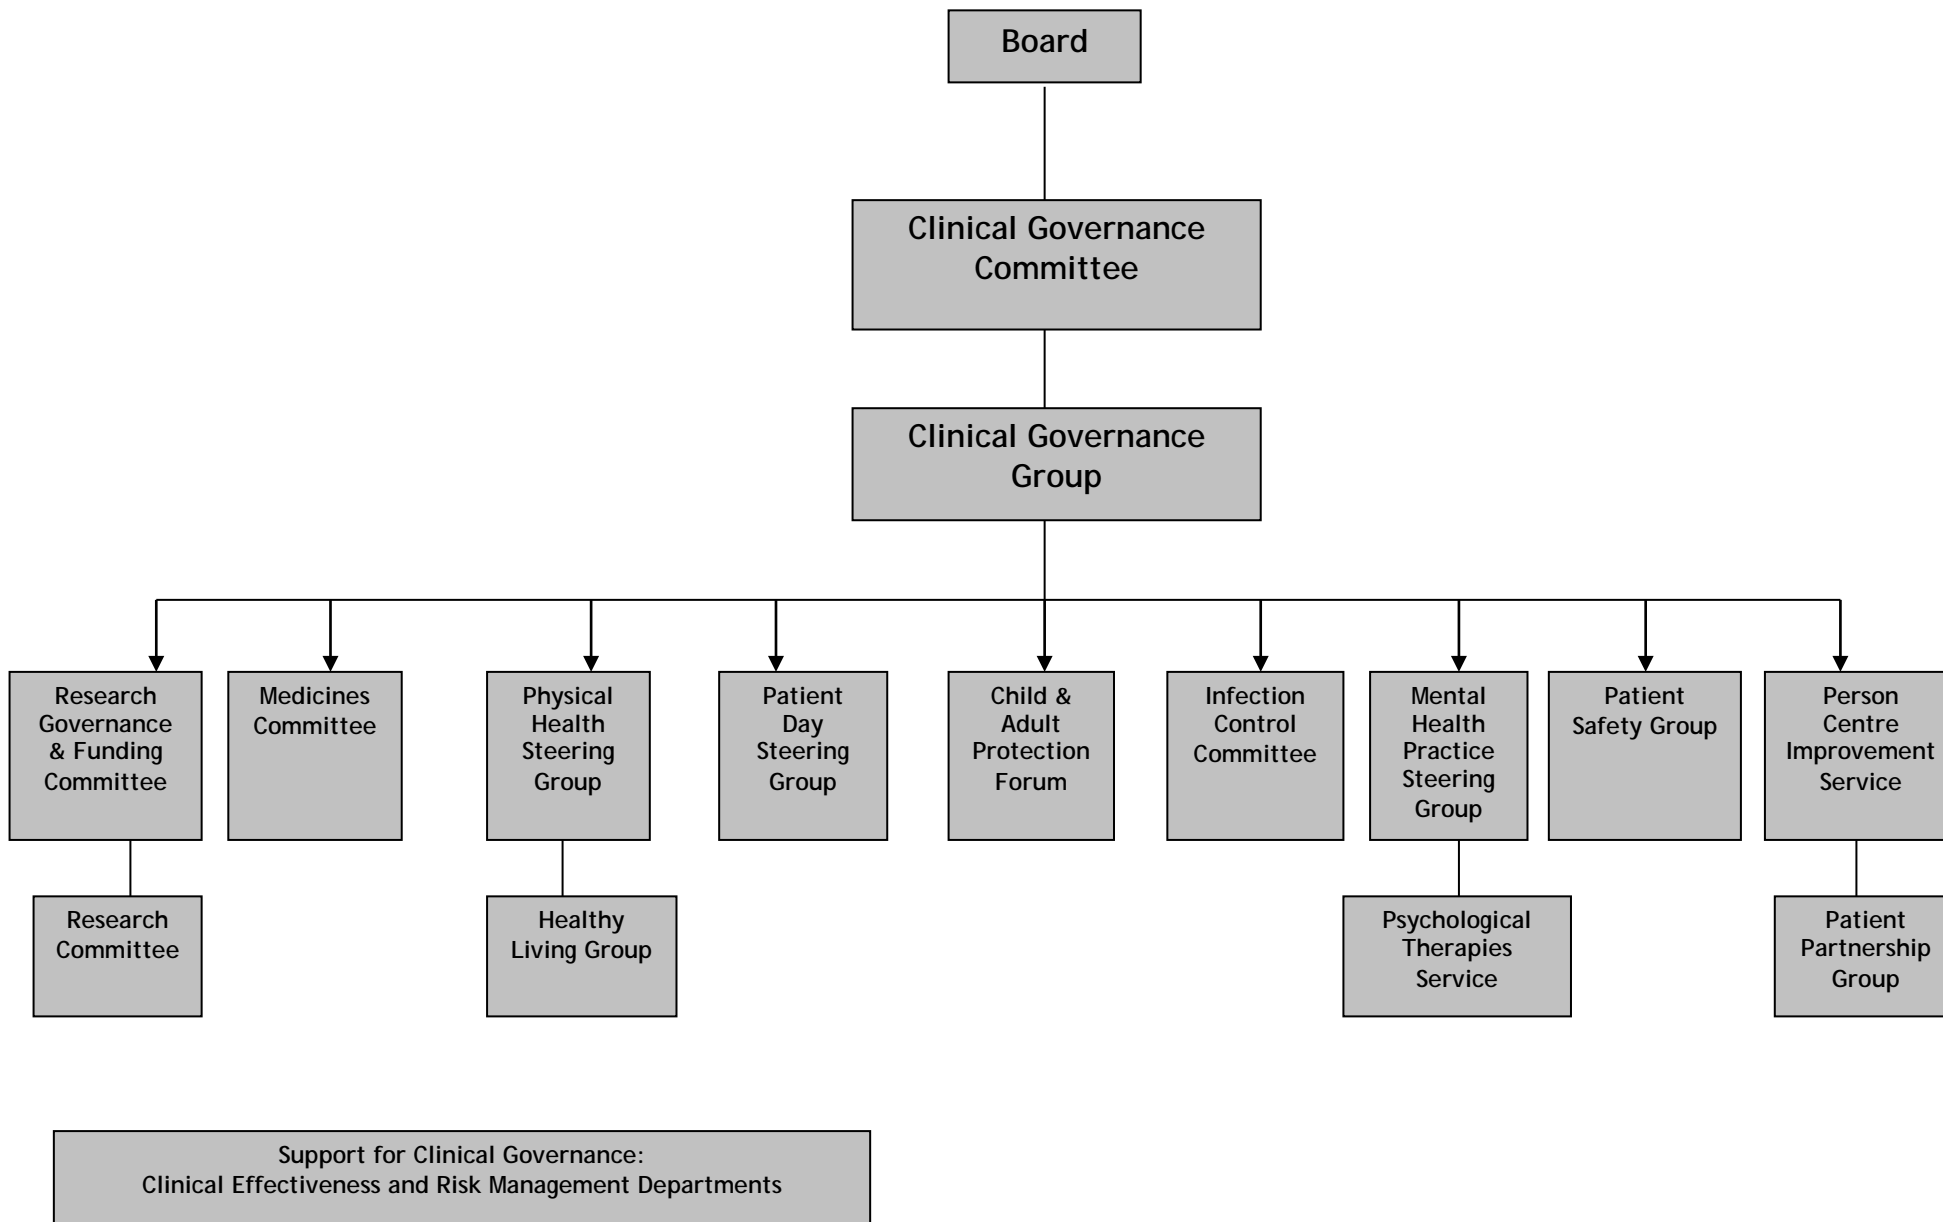 Board
Clinical Governance
Committee
Clinical Governance
Group
Research
Governance
& Funding
Committee
Medicines
Committee
Physical
Health
Steering
Group
Patient
Day
Steering
Group
Child &
Adult
Protection
Forum
Infection
Control
Committee
Mental
Health
Practice
Steering
Group
Patient
Safety Group
Person
Centre
Improvement
Service
Research
Committee
Healthy
Living Group
Psychological
Therapies
Service
Patient
Partnership
Group
Support for Clinical Governance:
Clinical Effectiveness and Risk Management Departments